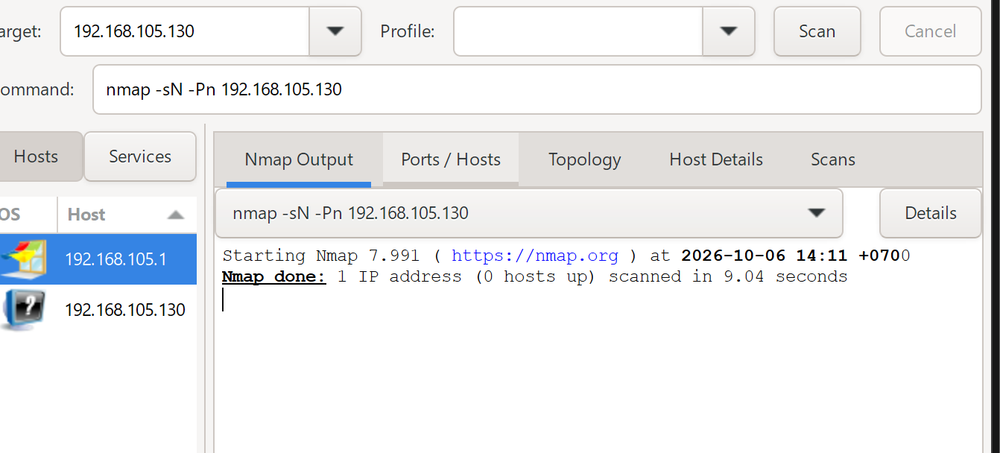 arget: 192.168.105.130 Profile: Scan Cancel
ommand: nmap -sN -Pn 192.168.105.130
Hosts Services
Nmap Output Ports / Hosts Topology Host Details Scans
OS Host
nmap -sN -Pn 192.168.105.130 Details
192.168.105.1
192.168.105.130
Starting Nmap 7.991 ( https://nmap.org ) at 2026-10-06 14:11 +0700
Nmap done: 1 IP address (0 hosts up) scanned in 9.04 seconds